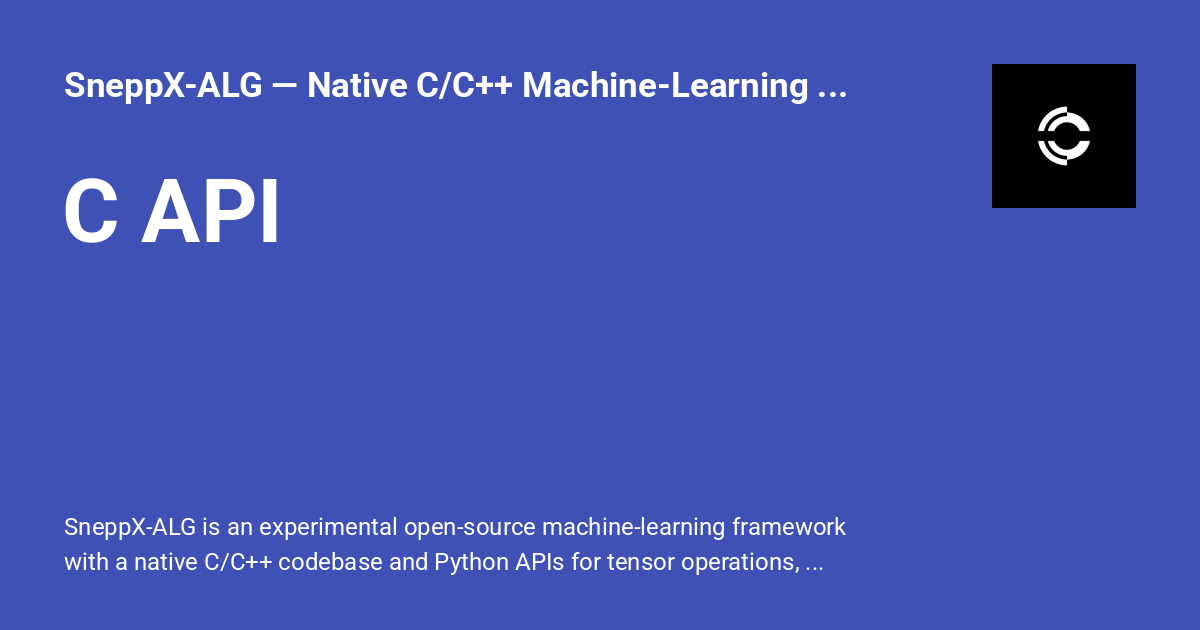 SneppX-ALG — Native C/C++ Machine-Learning ...
C API
SneppX-ALG is an experimental open-source machine-learning framework
with a native C/C++ codebase and Python APIs for tensor operations, ...